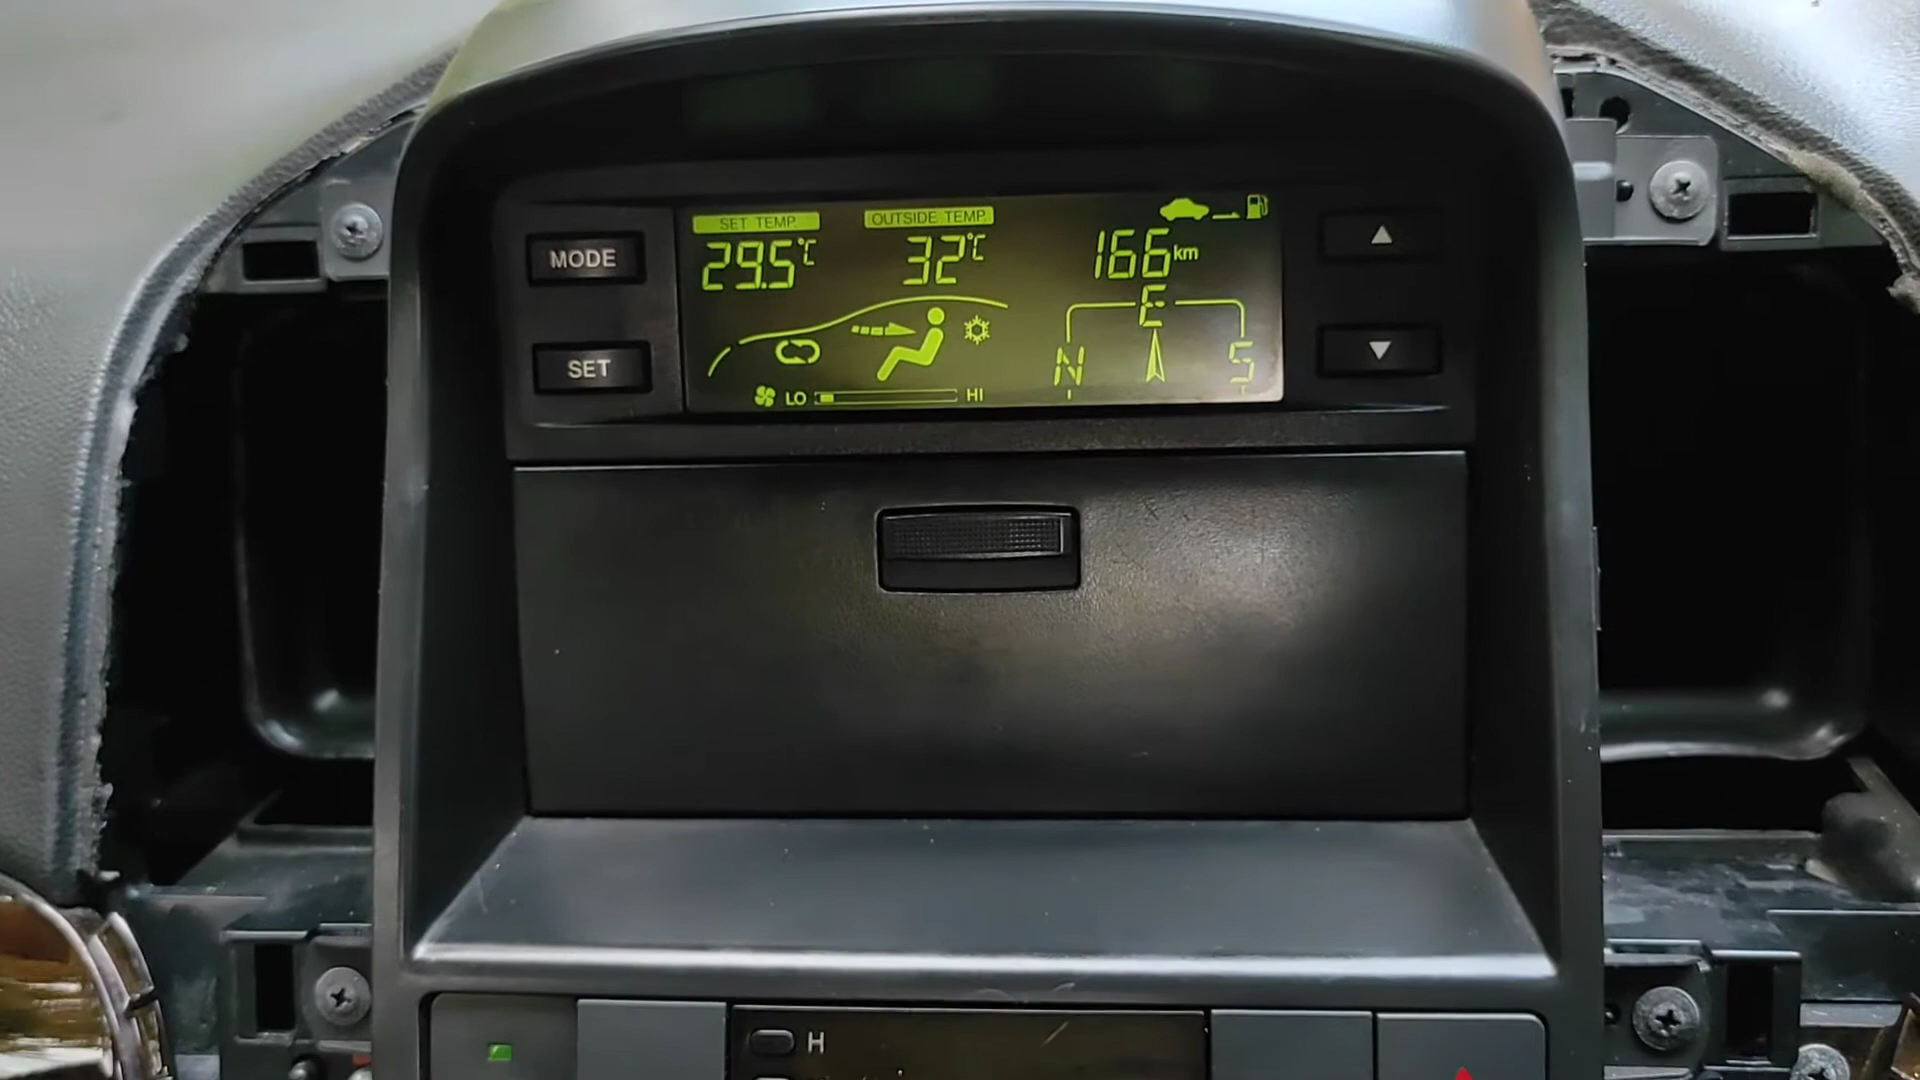 SET TEMP. OUTSIDE TEMP.
MODE 29.5°C 32°C 166km
E
SET N S
LO HI
H